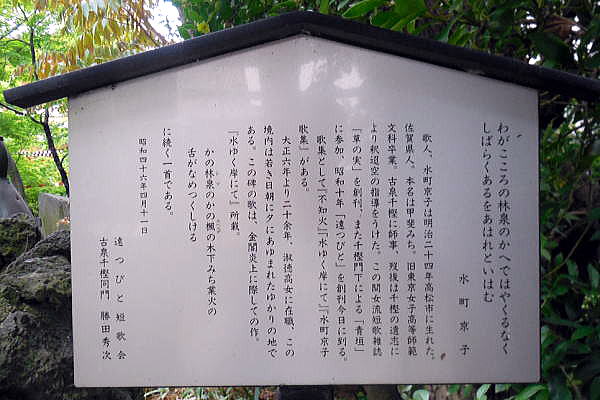 わがこころの林泉のかへではやくるなく
しばらくあるをあはれといはむ
水町京子
歌人、水町京子は明治二十四年高松市に生れた。
佐賀県人、本名は甲斐みち。旧東京女子高等師範
文科卒業。古泉千樫に師事、歿後は千樫の遺志に
より釈迢空の指導をうけた。この間女流短歌雑誌
「草の実」を創刊、また千樫門下による「青垣」
に参加、昭和十年「遠つびと」を創刊今日に到る。
歌集として『不知火』『水ゆく岸にて』『水町京子
歌集』がある。
大正六年より二十余年、淑徳高女に在職、この
境内は若き日朝に夕にあゆまれたゆかりの地で
ある。この碑の歌は、金閣炎上に際しての作。
『水ゆく岸にて』所載。
かの林泉のかの楓の木下みち業火の
舌がなめつくしける
に続く一首である。
昭和四十六年四月十一日
遠つびと短歌会
古泉千樫同門 勝田秀次